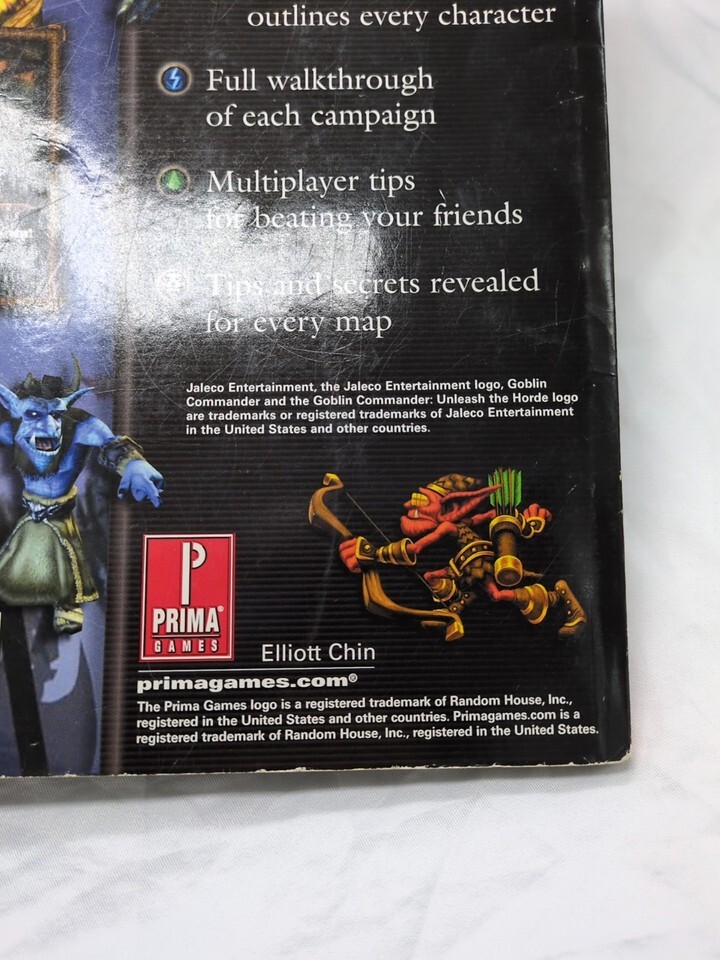 outlines every character
Full walkthrough
of each campaign
Multiplayer tips
for beating your friends
Tips and secrets revealed
for every map
Jaleco Entertainment, the Jaleco Entertainment logo, Goblin
Commander and the Goblin Commander: Unleash the Horde logo
are trademarks or registered trademarks of Jaleco Entertainment
in the United States and other countries.
P
PRIMA®
GAMES
Elliott Chin
primagames.com®
The Prima Games logo is a registered trademark of Random House, Inc.,
registered in the United States and other countries. Primagames.com is a
registered trademark of Random House, Inc., registered in the United States.